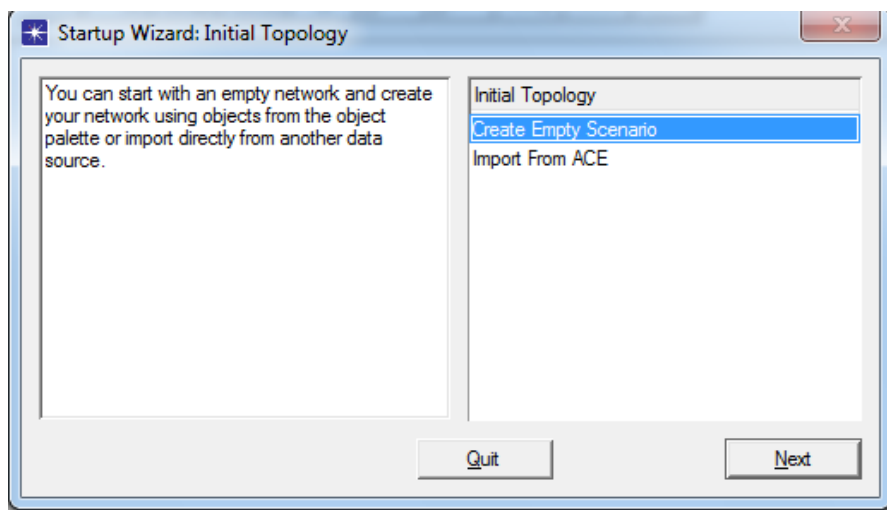 Startup Wizard: Initial Topology
You can start with an empty network and create
your network using objects from the object
palette or import directly from another data
source.
Initial Topology
Create Empty Scenario
Import From ACE
Quit
Next